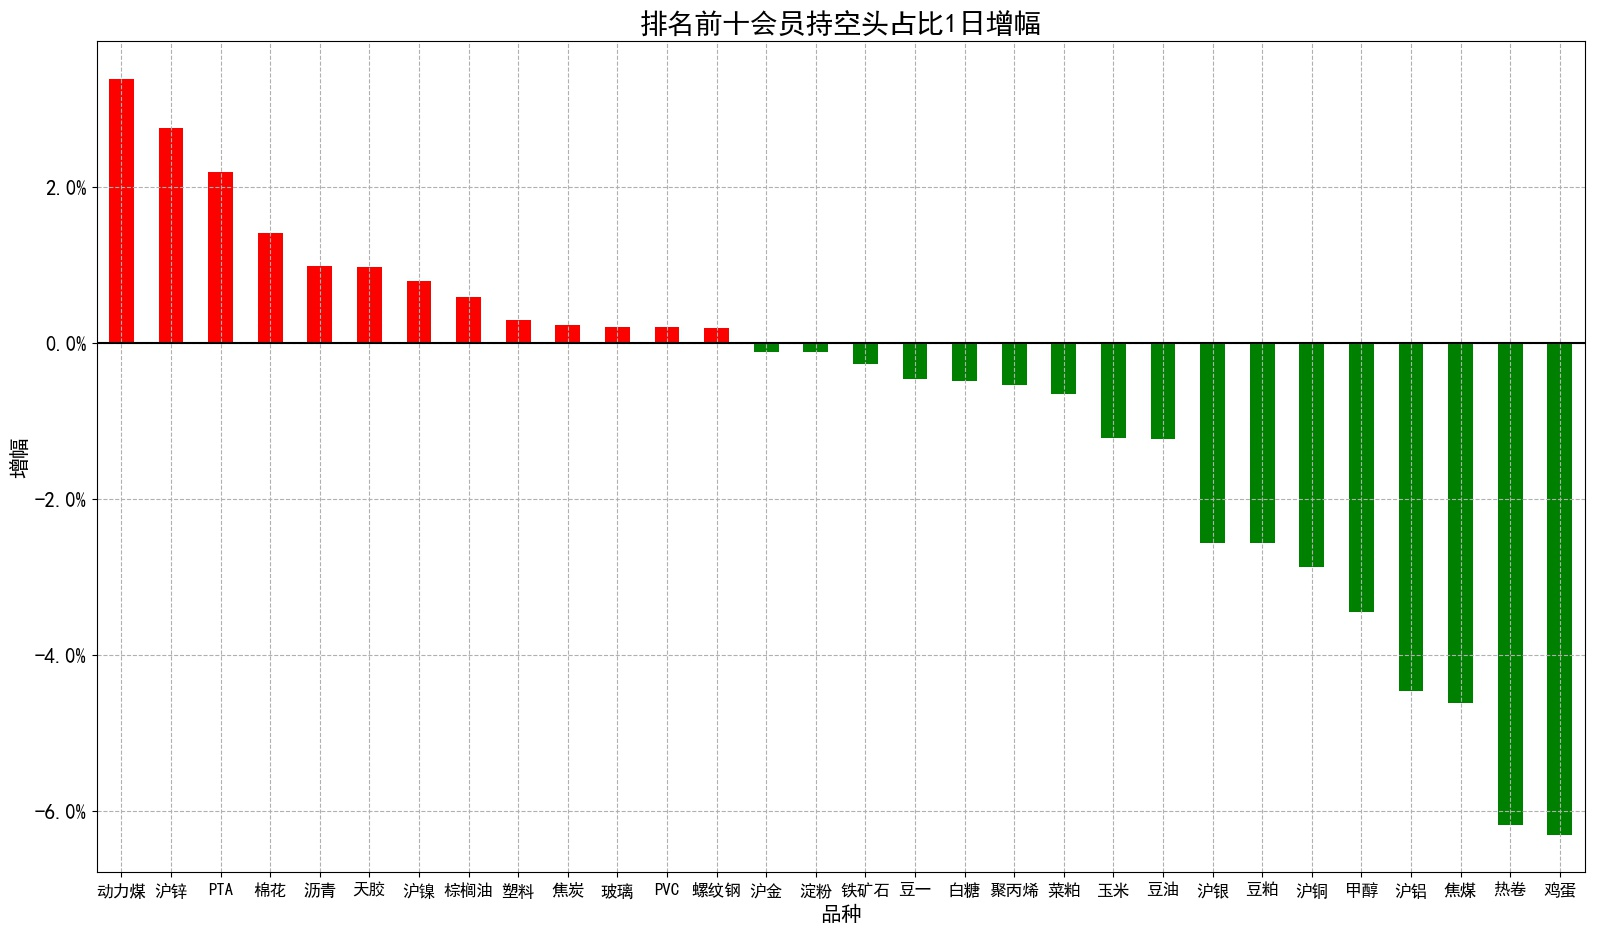 排名前十会员持空头占比1日增幅
2.0%
0.0%
-2.0%
-4.0%
-6.0%
增幅
动力煤 沪锌 PTA 棉花 沥青 天胶 沪镍 棕榈油 塑料 焦炭 玻璃 PVC 螺纹钢 沪金 淀粉 铁矿石 豆一 白糖 聚丙烯 菜粕 玉米 豆油 沪银 豆粕 沪铜 甲醇 沪铝 焦煤 热卷 鸡蛋
品种